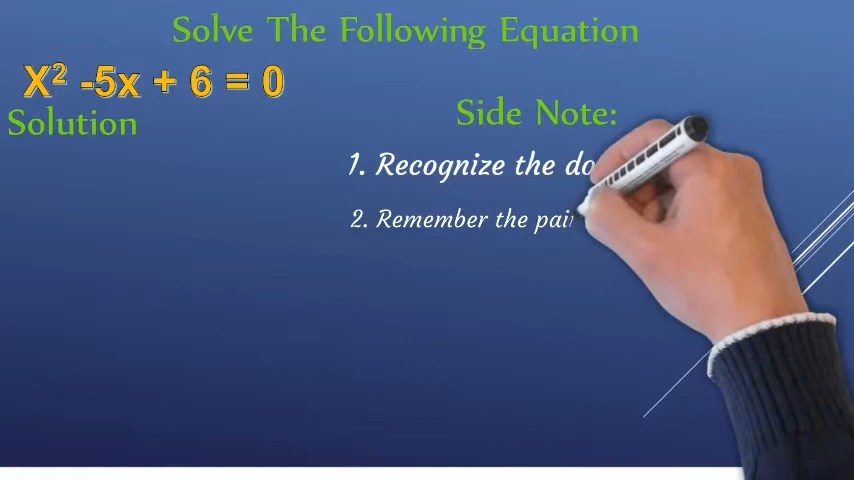 Solve The Following Equation
X² -5x + 6 = 0
Solution
Side Note:
1. Recognize the do
2. Remember the pai